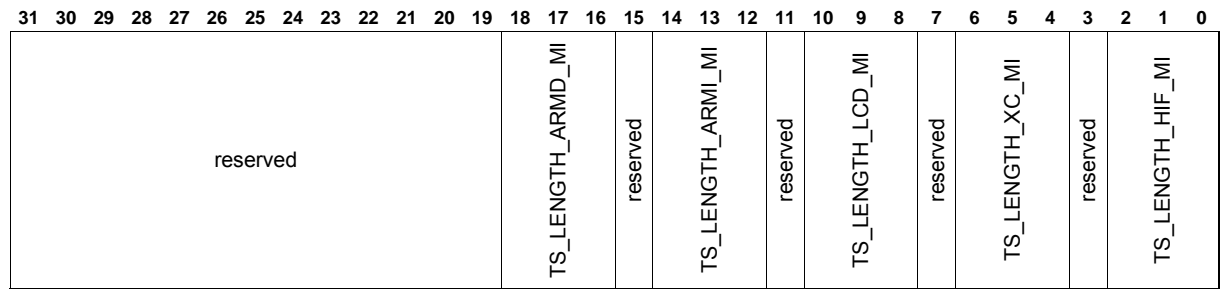 31 30 29 28 27 26 25 24 23 22 21 20 19 18 17 16 15 14 13 12 11 10 9 8 7 6 5 4 3 2 1 0
reserved
TS_LENGTH_ARMD_MI
reserved
TS_LENGTH_ARMI_MI
reserved
TS_LENGTH_LCD_MI
reserved
TS_LENGTH_XC_MI
reserved
TS_LENGTH_HIF_MI